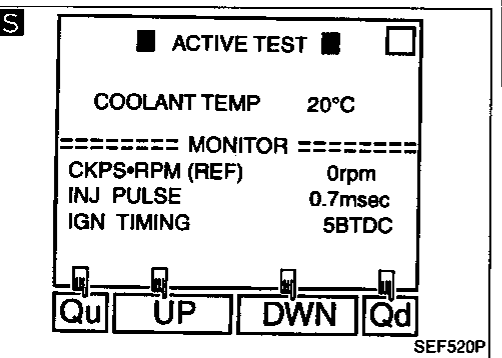 S
■ ACTIVE TEST ■ □
COOLANT TEMP 20°C
======== MONITOR ========
CKPS•RPM (REF) 0rpm
INJ PULSE 0.7msec
IGN TIMING 5BTDC
Qu UP DWN Qd
SEF520P